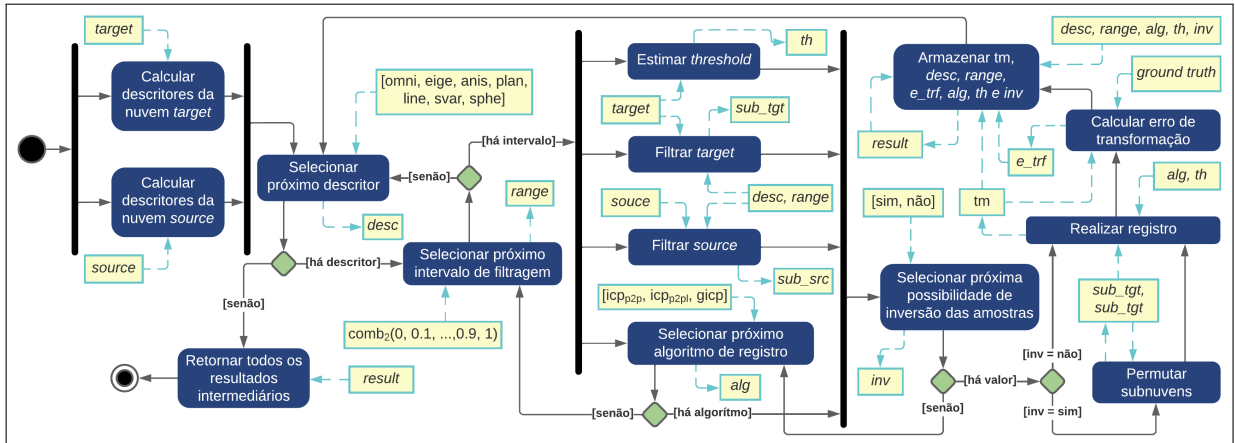 target
Calcular
descritores da
nuvem target
Calcular
descritores da
nuvem source
source
[omni, eige, anis, plan,
line, svar, sphe]
Selecionar
próximo descritor
desc
[há descritor]
[senão]
Retornar todos os
resultados
intermediários
result
[senão]
[há intervalo]
range
Selecionar próximo
intervalo de filtragem
comb₂(0, 0.1, ...,0.9, 1)
th
Estimar threshold
target
sub_tgt
Filtrar target
souce
desc, range
Filtrar source
sub_src
[icpp2p, icpp2pl, gicp]
Selecionar próximo
algoritmo de registro
alg
[senão]
[há algorítmo]
desc, range, alg, th, inv
Armazenar tm,
desc, range,
e_trf, alg, th e inv
ground truth
Calcular erro de
transformação
result
e_trf
alg, th
[sim, não]
tm
Realizar registro
Selecionar próxima
possibilidade de
inversão das amostras
sub_tgt,
sub_tgt
inv
[há valor]
[senão]
[inv = não]
[inv = sim]
Permutar
subnuvens